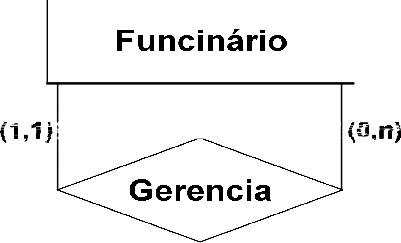 Funcinário
(1,1) (0,n)
Gerencia